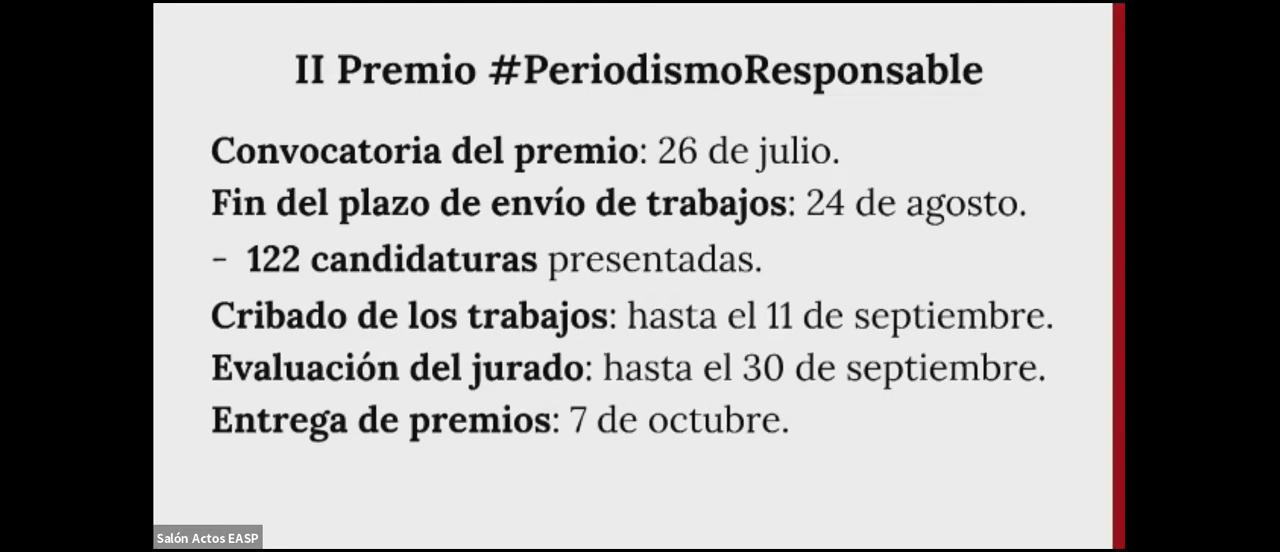 II Premio #PeriodismoResponsable
Convocatoria del premio: 26 de julio.
Fin del plazo de envío de trabajos: 24 de agosto.
- 122 candidaturas presentadas.
Cribado de los trabajos: hasta el 11 de septiembre.
Evaluación del jurado: hasta el 30 de septiembre.
Entrega de premios: 7 de octubre.
Salón Actos EASP